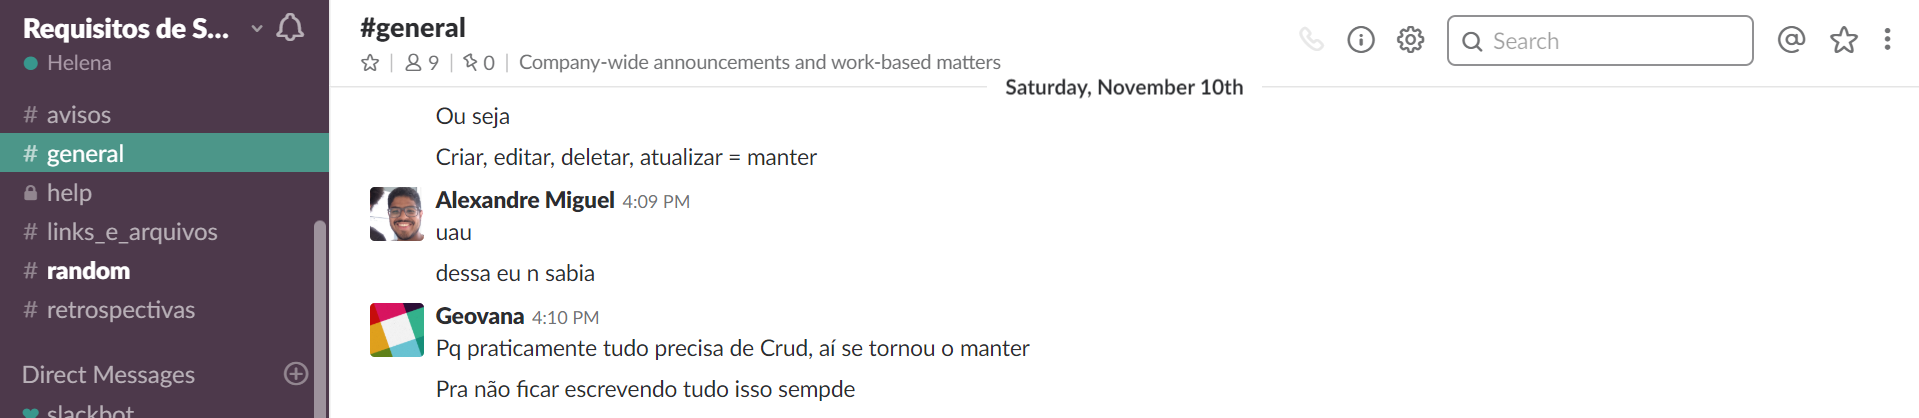 Requisitos de S...
Helena
# avisos
# general
help
# links_e_arquivos
# random
# retrospectivas
Direct Messages
slackbot
#general
9
0
Company-wide announcements and work-based matters
Search
Saturday, November 10th
Ou seja
Criar, editar, deletar, atualizar = manter
Alexandre Miguel 4:09 PM
uau
dessa eu n sabia
Geovana 4:10 PM
Pq praticamente tudo precisa de Crud, aí se tornou o manter
Pra não ficar escrevendo tudo isso sempde